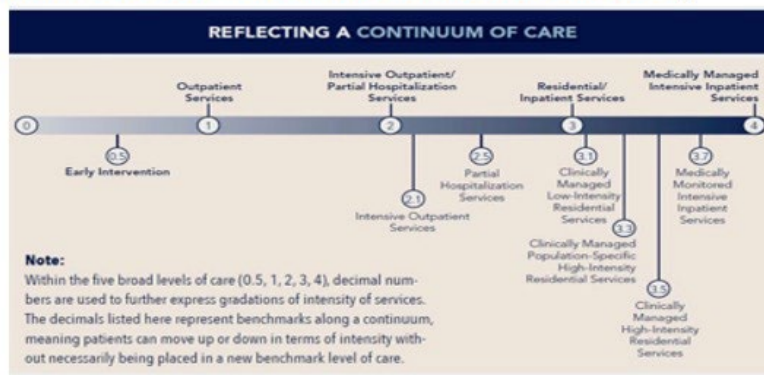 REFLECTING A CONTINUUM OF CARE
Outpatient
Services
Intensive Outpatient/
Partial Hospitalization
Services
Residential/
Inpatient Services
Medically Managed
Intensive Inpatient
Services
0
1
2
3
4
0.5
Early Intervention
2.1
Intensive Outpatient
Services
2.5
Partial
Hospitalization
Services
3.1
Clinically
Managed
Low-Intensity
Residential
Services
3.3
Clinically Managed
Population-Specific
High-Intensity
Residential Services
3.5
Clinically
Managed
High-Intensity
Residential
Services
3.7
Medically
Monitored
Intensive
Inpatient
Services
Note:
Within the five broad levels of care (0.5, 1, 2, 3, 4), decimal num-
bers are used to further express gradations of intensity of services.
The decimals listed here represent benchmarks along a continuum,
meaning patients can move up or down in terms of intensity with-
out necessarily being placed in a new benchmark level of care.